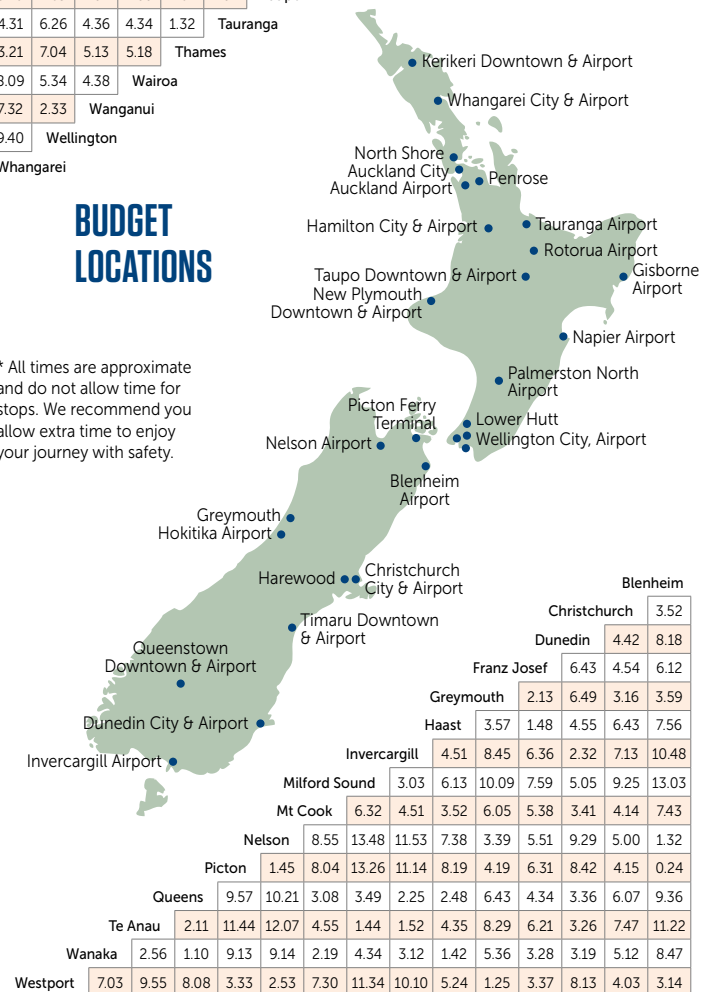 4.31 6.26 4.36 4.34 1.32 Tauranga
3.21 7.04 5.13 5.18 Thames
8.09 5.34 4.38 Wairoa
7.32 2.33 Wanganui
9.40 Wellington
Whangarei
BUDGET
LOCATIONS
* All times are approximate
and do not allow time for
stops. We recommend you
allow extra time to enjoy
your journey with safety.
Kerikeri Downtown & Airport
Whangarei City & Airport
North Shore
Auckland City
Auckland Airport
Penrose
Hamilton City & Airport
Tauranga Airport
Rotorua Airport
Taupo Downtown & Airport
Gisborne
Airport
New Plymouth
Downtown & Airport
Napier Airport
Palmerston North
Airport
Picton Ferry
Terminal
Lower Hutt
Wellington City, Airport
Nelson Airport
Blenheim
Airport
Greymouth
Hokitika Airport
Harewood
Christchurch
City & Airport
Timaru Downtown
& Airport
Queenstown
Downtown & Airport
Dunedin City & Airport
Invercargill Airport
Blenheim
Christchurch 3.52
Dunedin 4.42 8.18
Franz Josef 6.43 4.54 6.12
Greymouth 2.13 6.49 3.16 3.59
Haast 3.57 1.48 4.55 6.43 7.56
Invercargill 4.51 8.45 6.36 2.32 7.13 10.48
Milford Sound 3.03 6.13 10.09 7.59 5.05 9.25 13.03
Mt Cook 6.32 4.51 3.52 6.05 5.38 3.41 4.14 7.43
Nelson 8.55 13.48 11.53 7.38 3.39 5.51 9.29 5.00 1.32
Picton 1.45 8.04 13.26 11.14 8.19 4.19 6.31 8.42 4.15 0.24
Queens 9.57 10.21 3.08 3.49 2.25 2.48 6.43 4.34 3.36 6.07 9.36
Te Anau 2.11 11.44 12.07 4.55 1.44 1.52 4.35 8.29 6.21 3.26 7.47 11.22
Wanaka 2.56 1.10 9.13 9.14 2.19 4.34 3.12 1.42 5.36 3.28 3.19 5.12 8.47
Westport 7.03 9.55 8.08 3.33 2.53 7.30 11.34 10.10 5.24 1.25 3.37 8.13 4.03 3.14